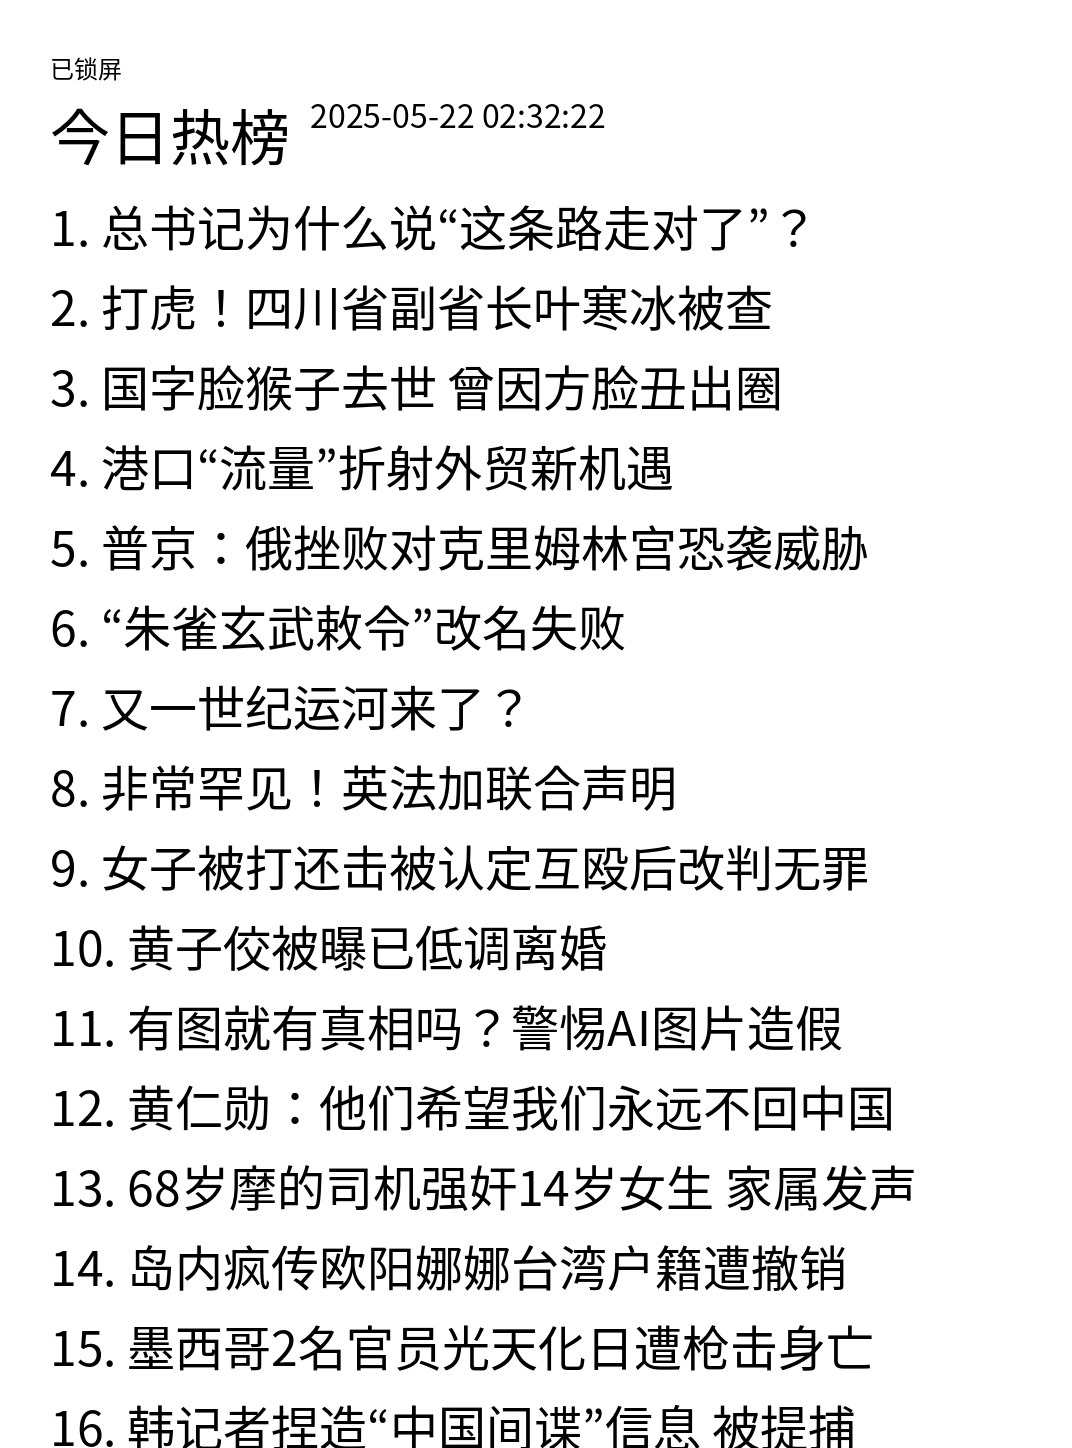 已锁屏
今日热榜 2025-05-22 02:32:22
1. 总书记为什么说“这条路走对了”？
2. 打虎！四川省副省长叶寒冰被查
3. 国字脸猴子去世 曾因方脸丑出圈
4. 港口“流量”折射外贸新机遇
5. 普京：俄挫败对克里姆林宫恐袭威胁
6. “朱雀玄武敕令”改名失败
7. 又一世纪运河来了？
8. 非常罕见！英法加联合声明
9. 女子被打还击被认定互殴后改判无罪
10. 黄子佼被曝已低调离婚
11. 有图就有真相吗？警惕AI图片造假
12. 黄仁勋：他们希望我们永远不回中国
13. 68岁摩的司机强奸14岁女生 家属发声
14. 岛内疯传欧阳娜娜台湾户籍遭撤销
15. 墨西哥2名官员光天化日遭枪击身亡
16. 韩记者捏造“中国间谍”信息 被提捕